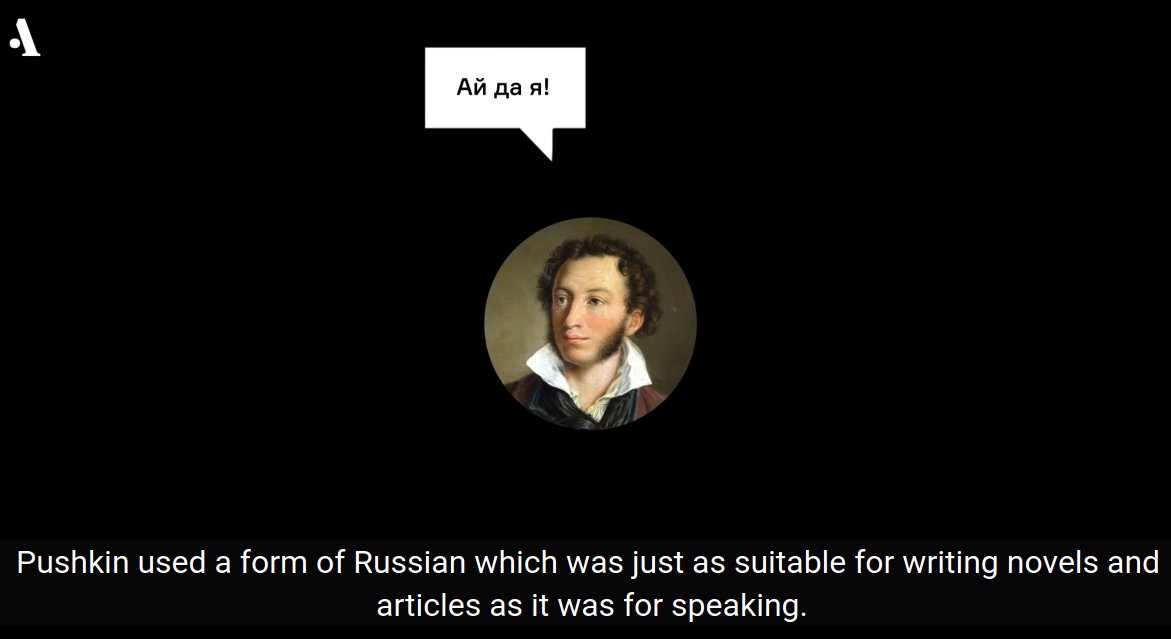 Ай да я!
Pushkin used a form of Russian which was just as suitable for writing novels and
articles as it was for speaking.